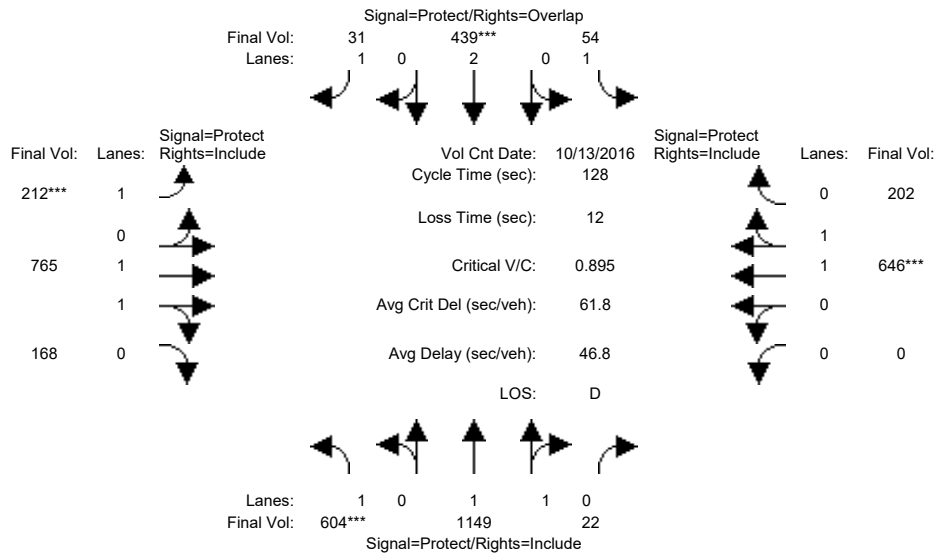 Signal=Protect/Rights=Overlap
Final Vol: 31 439*** 54
Lanes: 1 0 2 0 1
Signal=Protect Signal=Protect
Final Vol: Lanes: Rights=Include Vol Cnt Date: 10/13/2016 Rights=Include Lanes: Final Vol:
Cycle Time (sec): 128
212*** 1 0 202
Loss Time (sec): 12
0 1
765 1 Critical V/C: 0.895 1 646***
1 Avg Crit Del (sec/veh): 61.8 0
168 0 Avg Delay (sec/veh): 46.8 0 0
LOS: D
Lanes: 1 0 1 1 0
Final Vol: 604*** 1149 22
Signal=Protect/Rights=Include